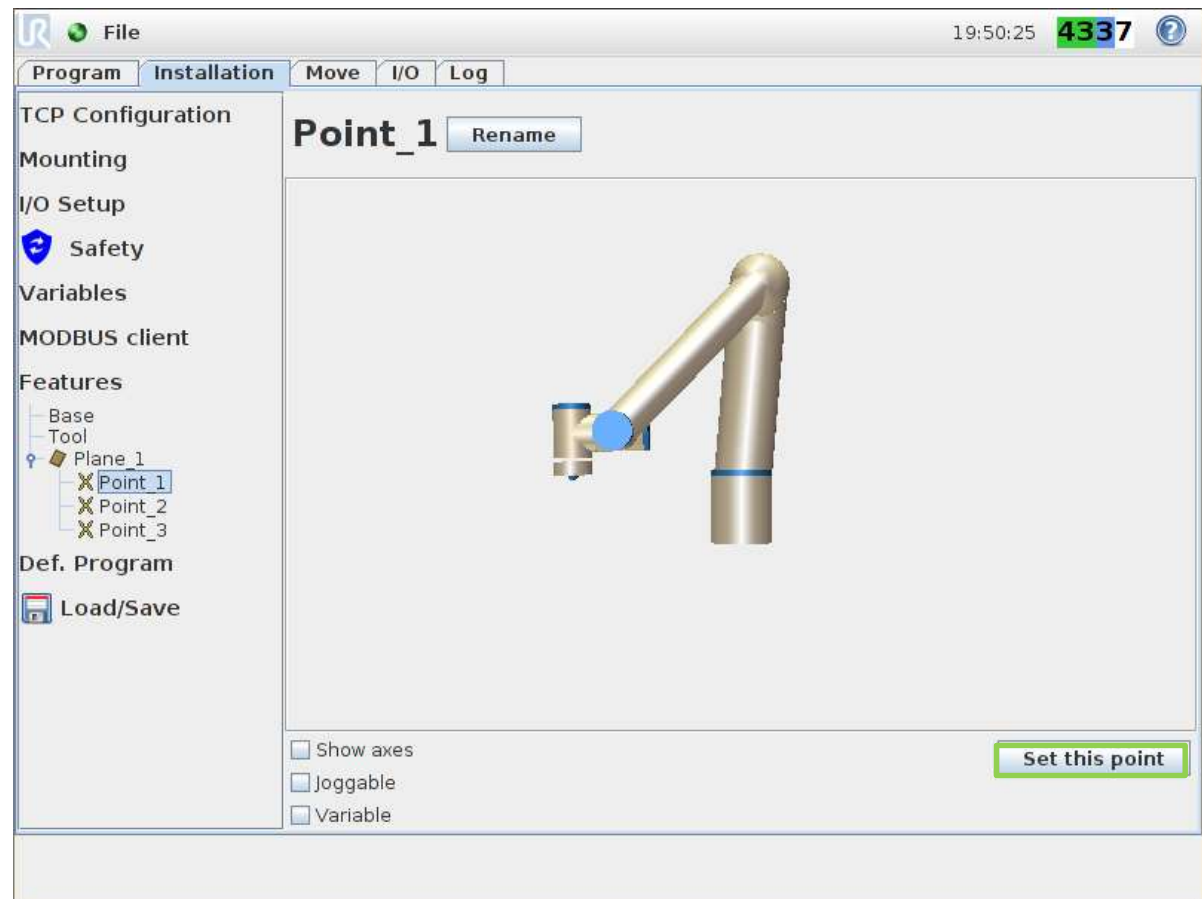 UR File 19:50:25 4337 ?
Program Installation Move I/O Log
TCP Configuration
Mounting
I/O Setup
Safety
Variables
MODBUS client
Features
Base
Tool
Plane_1
Point_1
Point_2
Point_3
Def. Program
Load/Save
Point_1 Rename
Show axes
Joggable
Variable
Set this point